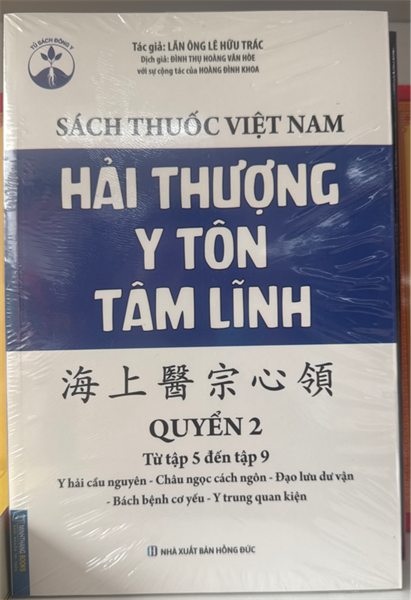 TỦ SÁCH ĐÔNG Y
Tác giả: LÃN ÔNG LÊ HỮU TRÁC
Dịch giả: ĐÌNH THỤ HOÀNG VĂN HÒE
với sự cộng tác của HOÀNG ĐÌNH KHOA
SÁCH THUỐC VIỆT NAM
HẢI THƯỢNG
Y TÔN
TÂM LĨNH
海上醫宗心領
QUYỂN 2
Từ tập 5 đến tập 9
Y hải cầu nguyên - Châu ngọc cách ngôn - Đạo lưu dư vận
- Bách bệnh cơ yếu - Y trung quan kiện
NHÀ XUẤT BẢN HỒNG ĐỨC